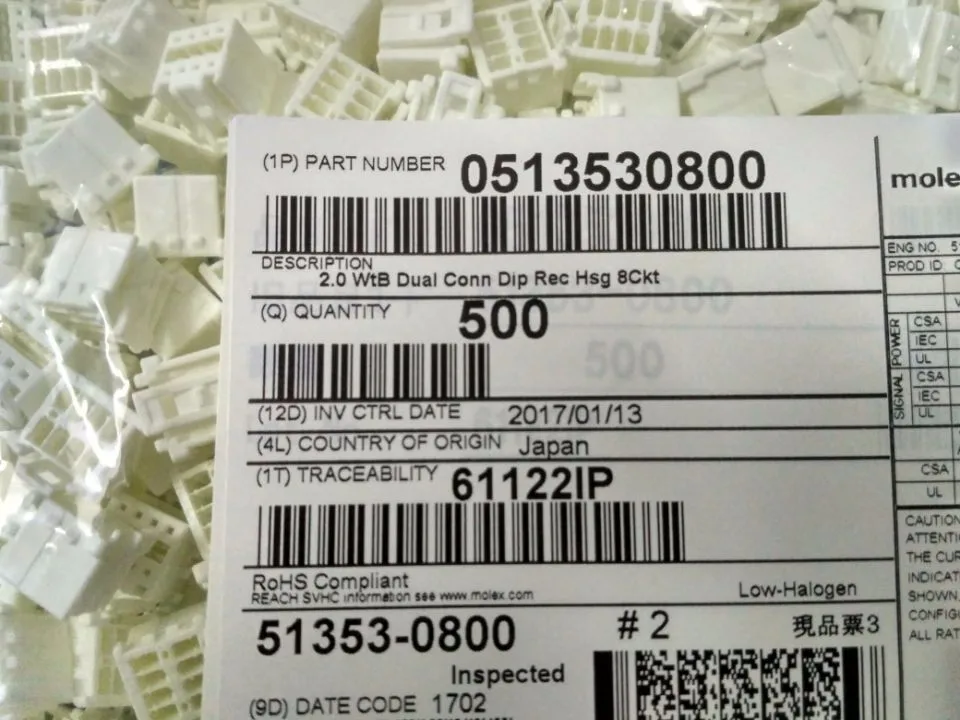 (1P) PART NUMBER 0513530800
DESCRIPTION
2.0 WtB Dual Conn Dip Rec Hsg 8Ckt
(Q) QUANTITY 500
500
(12D) INV CTRL DATE 2017/01/13
(4L) COUNTRY OF ORIGIN Japan
(1T) TRACEABILITY 61122IP
RoHS Compliant
REACH SVHC information see www.molex.com
Low-Halogen
51353-0800
# 2
現品票3
Inspected
(9D) DATE CODE 1702
mole
ENG NO. 5
PROD ID:
SIGNAL POWER
CSA
IEC
UL
CSA
IEC
UL
CSA
UL
CAUTION
ATTENTI
THE CUR
INDICAT
SHOWN.
CONFIG
ALL RAT